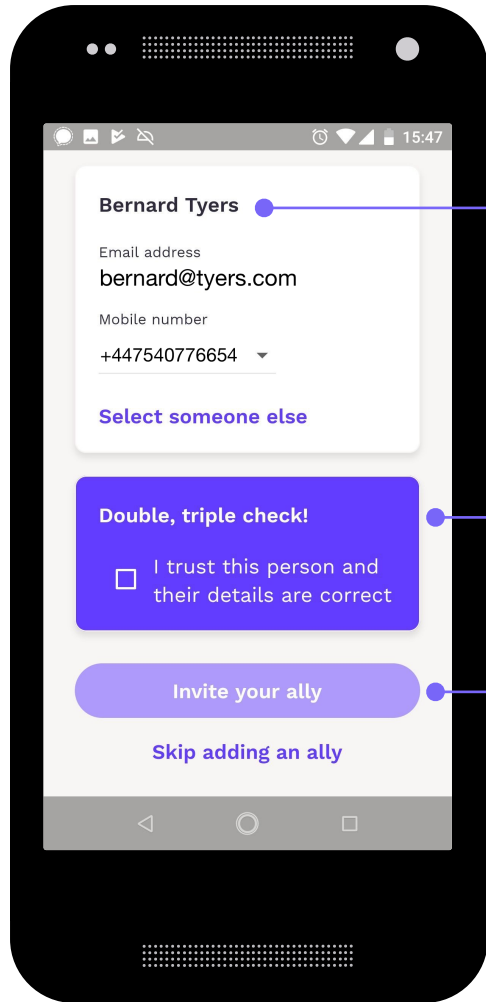 15:47
Bernard Tyers
Email address
bernard@tyers.com
Mobile number
+447540776654
Select someone else
Double, triple check!
I trust this person and
their details are correct
Invite your ally
Skip adding an ally